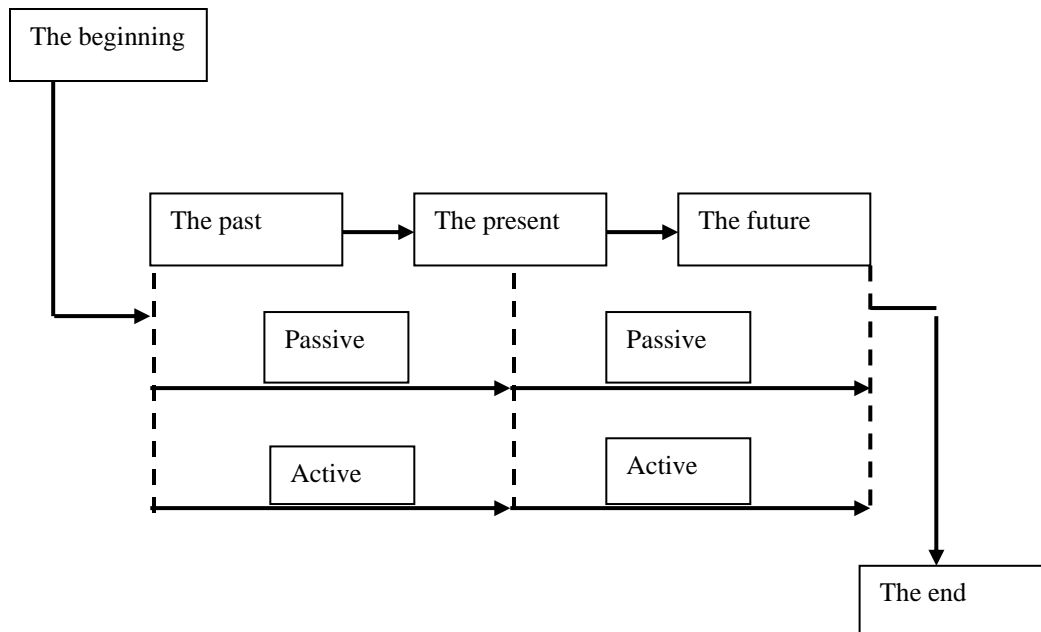 The beginning
The past
The present
The future
Passive
Passive
Active
Active
The end